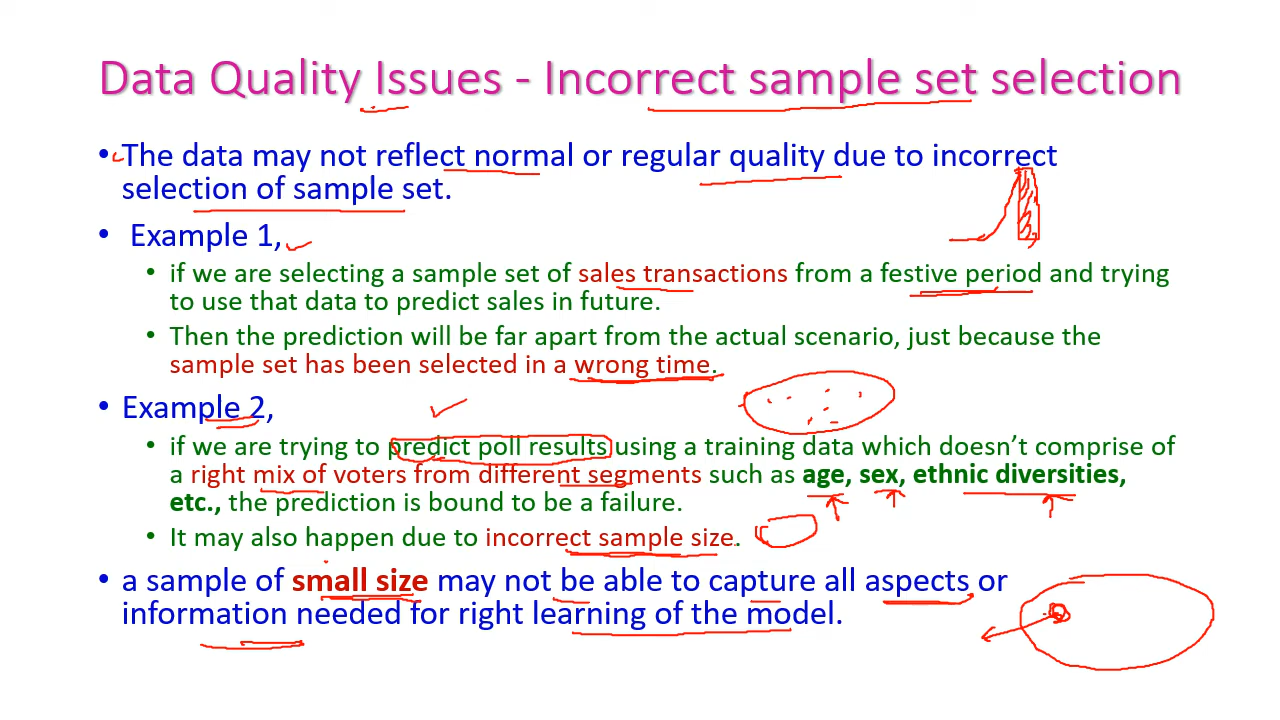 Data Quality Issues - Incorrect sample set selection
• The data may not reflect normal or regular quality due to incorrect
selection of sample set.
• Example 1,
• if we are selecting a sample set of sales transactions from a festive period and trying
to use that data to predict sales in future.
• Then the prediction will be far apart from the actual scenario, just because the
sample set has been selected in a wrong time.
• Example 2,
• if we are trying to predict poll results using a training data which doesn’t comprise of
a right mix of voters from different segments such as age, sex, ethnic diversities,
etc., the prediction is bound to be a failure.
• It may also happen due to incorrect sample size.
• a sample of small size may not be able to capture all aspects or
information needed for right learning of the model.